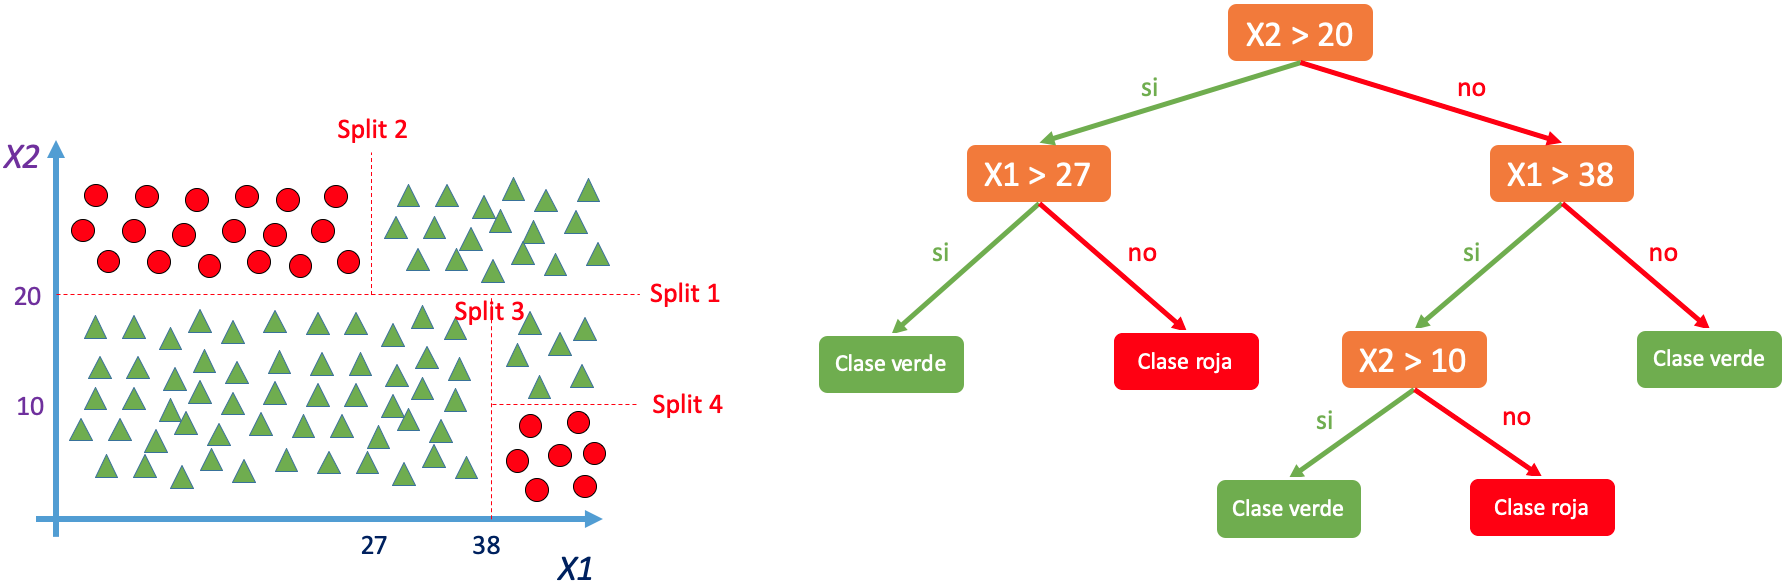 Split 2
X2
20
Split 1
Split 3
10
Split 4
27
38
X1
X2 > 20
si
no
X1 > 27
X1 > 38
si
no
si
no
Clase verde
Clase roja
X2 > 10
Clase verde
si
no
Clase verde
Clase roja